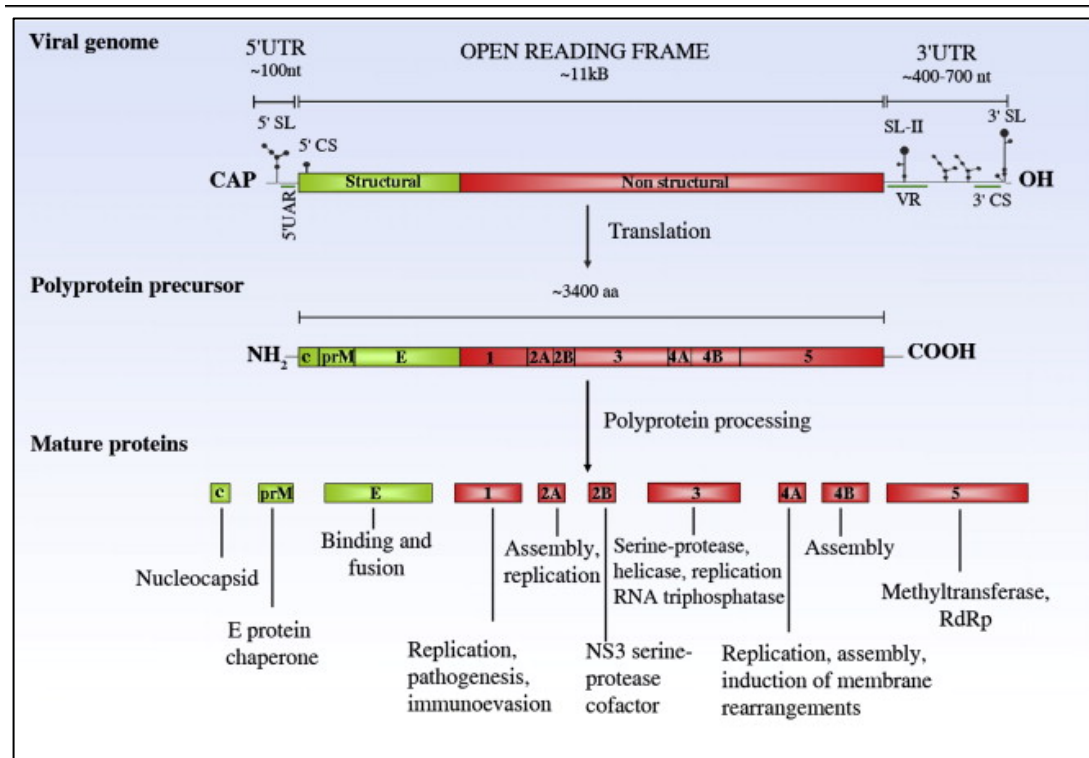 Viral genome
5'UTR
~100nt
OPEN READING FRAME
~11kB
3'UTR
~400-700 nt
5' SL
5' CS
SL-II
3' SL
CAP
Structural
Non structural
OH
5'UAR
VR
3' CS
Translation
Polyprotein precursor
~3400 aa
NH2
c prM E 1 2A 2B 3 4A 4B 5
COOH
Polyprotein processing
Mature proteins
c prM E 1 2A 2B 3 4A 4B 5
Nucleocapsid
E protein
chaperone
Binding and
fusion
Replication,
pathogenesis,
immunoevasion
Assembly,
replication
NS3 serine-
protease
cofactor
Serine-protease,
helicase, replication
RNA triphosphatase
Replication, assembly,
induction of membrane
rearrangements
Assembly
Methyltransferase,
RdRp